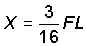 X = 3/16 FL